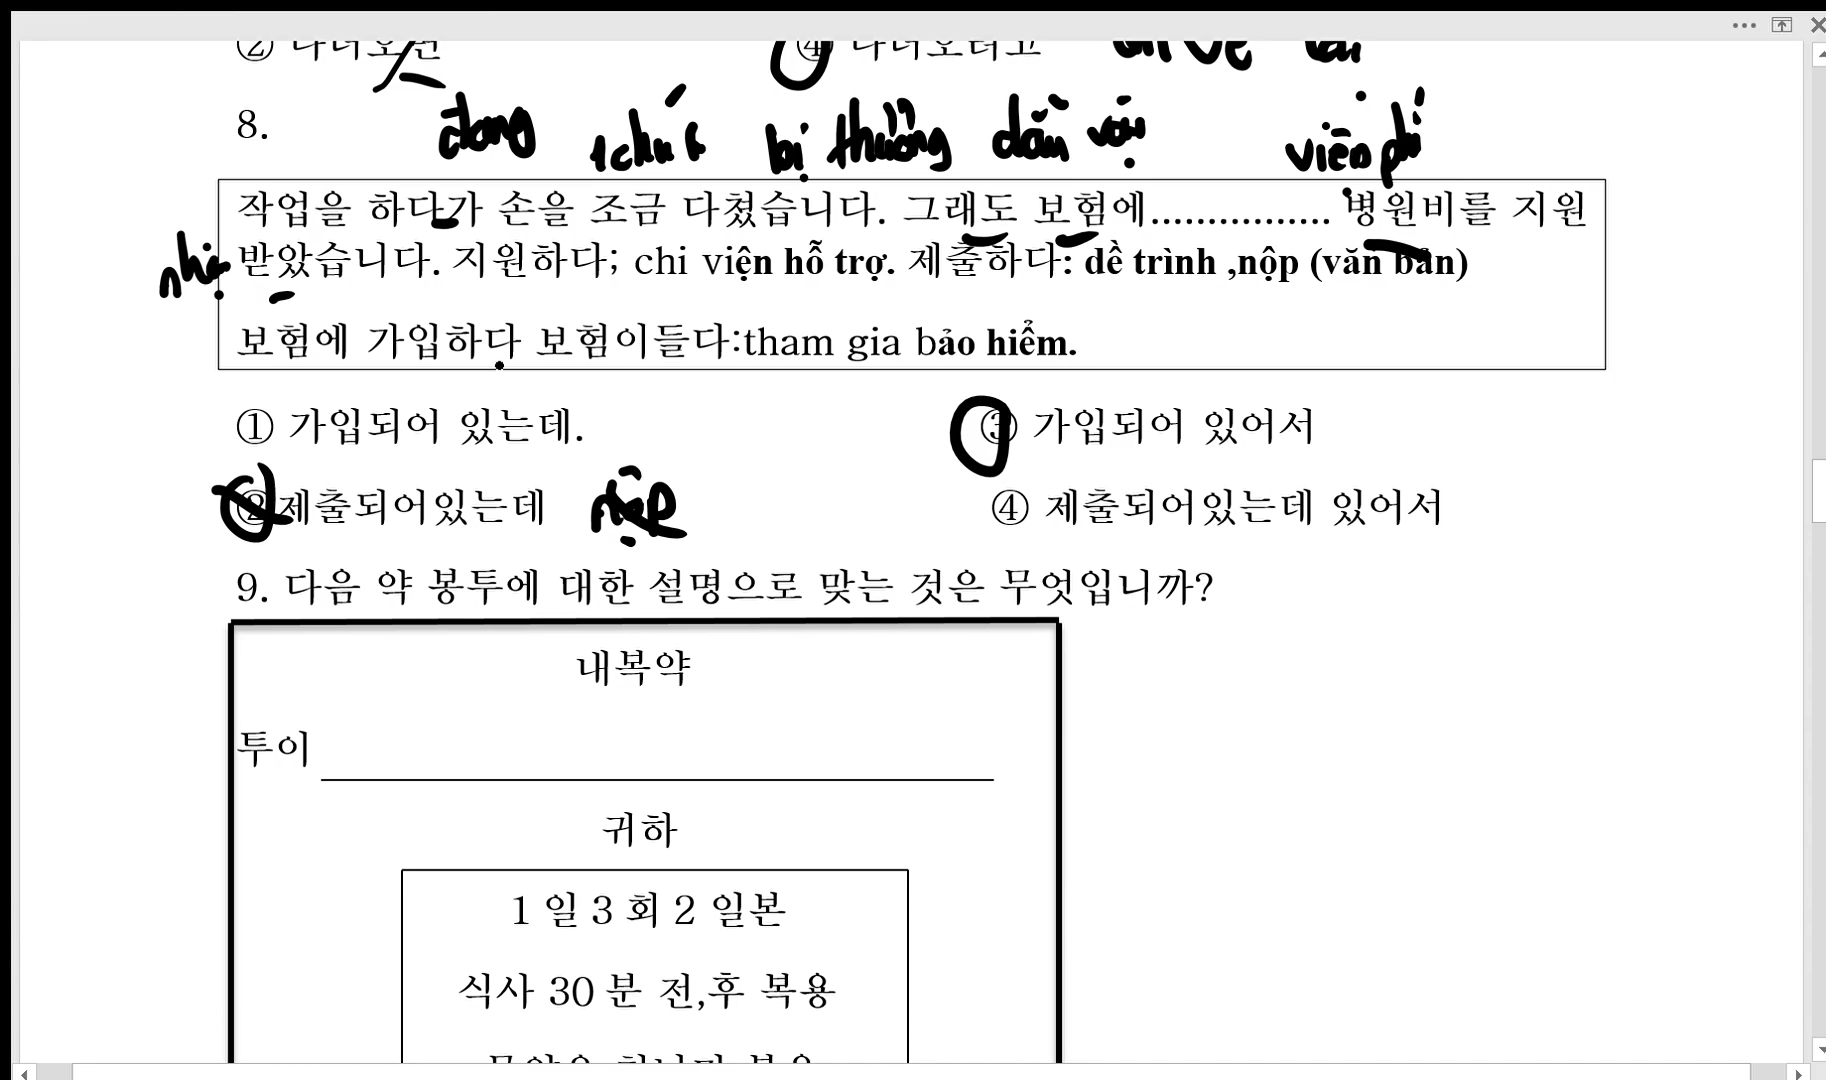 8.
đang chút bị thương dẫn vậy viện phí
작업을 하다가 손을 조금 다쳤습니다. 그래도 보험에................ 병원비를 지원
nhận 받았습니다. 지원하다; chi viện hỗ trợ. 제출하다: dề trình ,nộp (văn bản)
보험에 가입하다 보험이들다:tham gia bảo hiểm.
① 가입되어 있는데. ③ 가입되어 있어서
② 제출되어있는데 nộp ④ 제출되어있는데 있어서
9. 다음 약 봉투에 대한 설명으로 맞는 것은 무엇입니까?
내복약
투이
귀하
1 일 3 회 2 일본
식사 30 분 전,후 복용